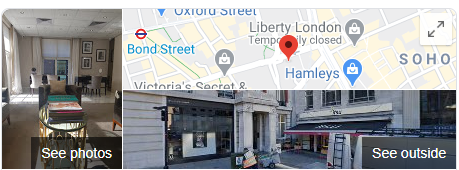 Oxford Street
Liberty London
Temporarily closed
Bond Street
Hamleys
SOHO
Victoria's Secret &
See photos
See outside